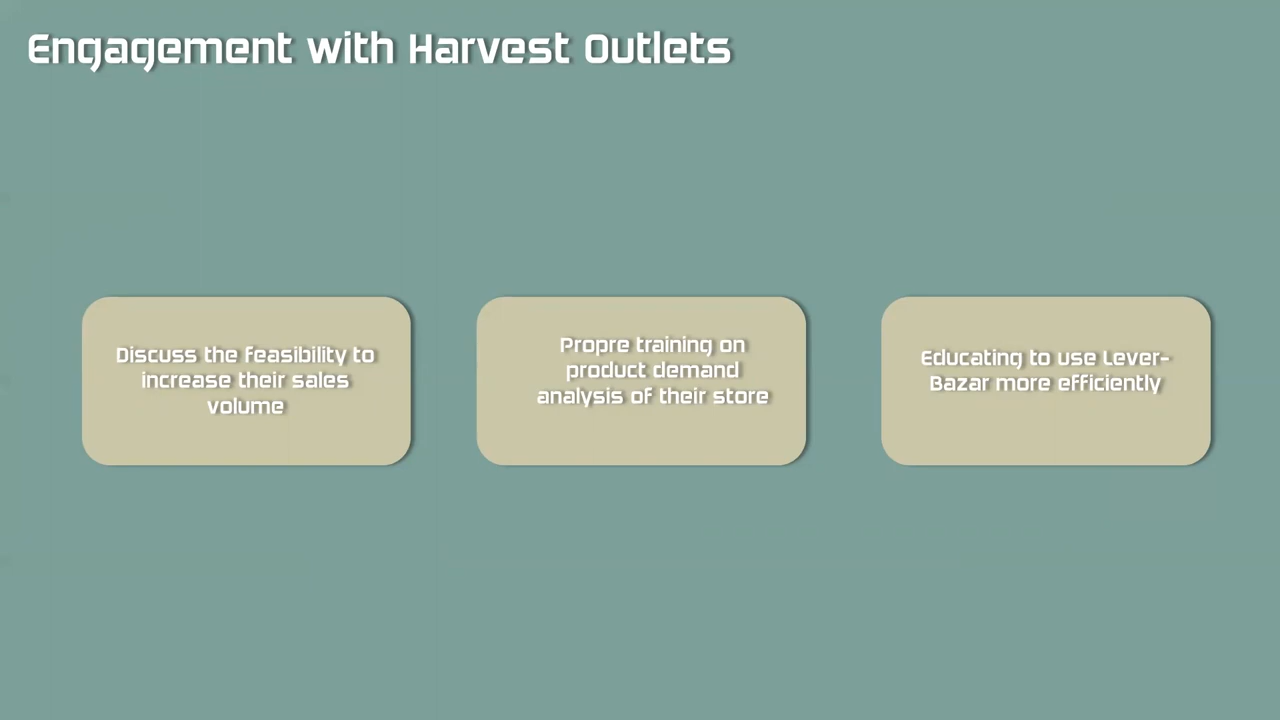 Engagement with Harvest Outlets
Discuss the feasibility to
increase their sales
volume
Propre training on
product demand
analysis of their store
Educating to use Lever-
Bazar more efficiently